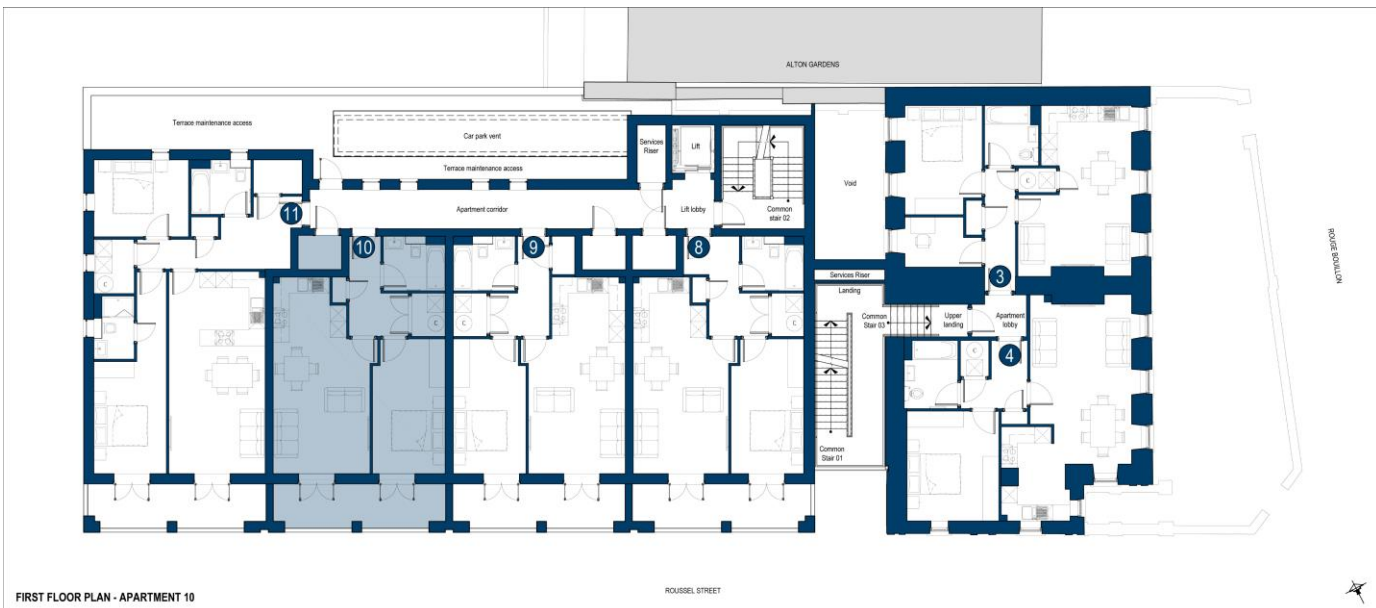 ALTON GARDENS
Terrace maintenance access
Car park vent
Services
Riser
Lift
Terrace maintenance access
Void
C
11
Apartment corridor
Lift lobby
Common
stair 02
10
9
8
ROUGE BOUILLON
Services Riser
3
C
Landing
C
C
C
Common
Stair 03
Upper
landing
Apartment
lobby
C
4
Common
Stair 01
FIRST FLOOR PLAN - APARTMENT 10
ROUSSEL STREET